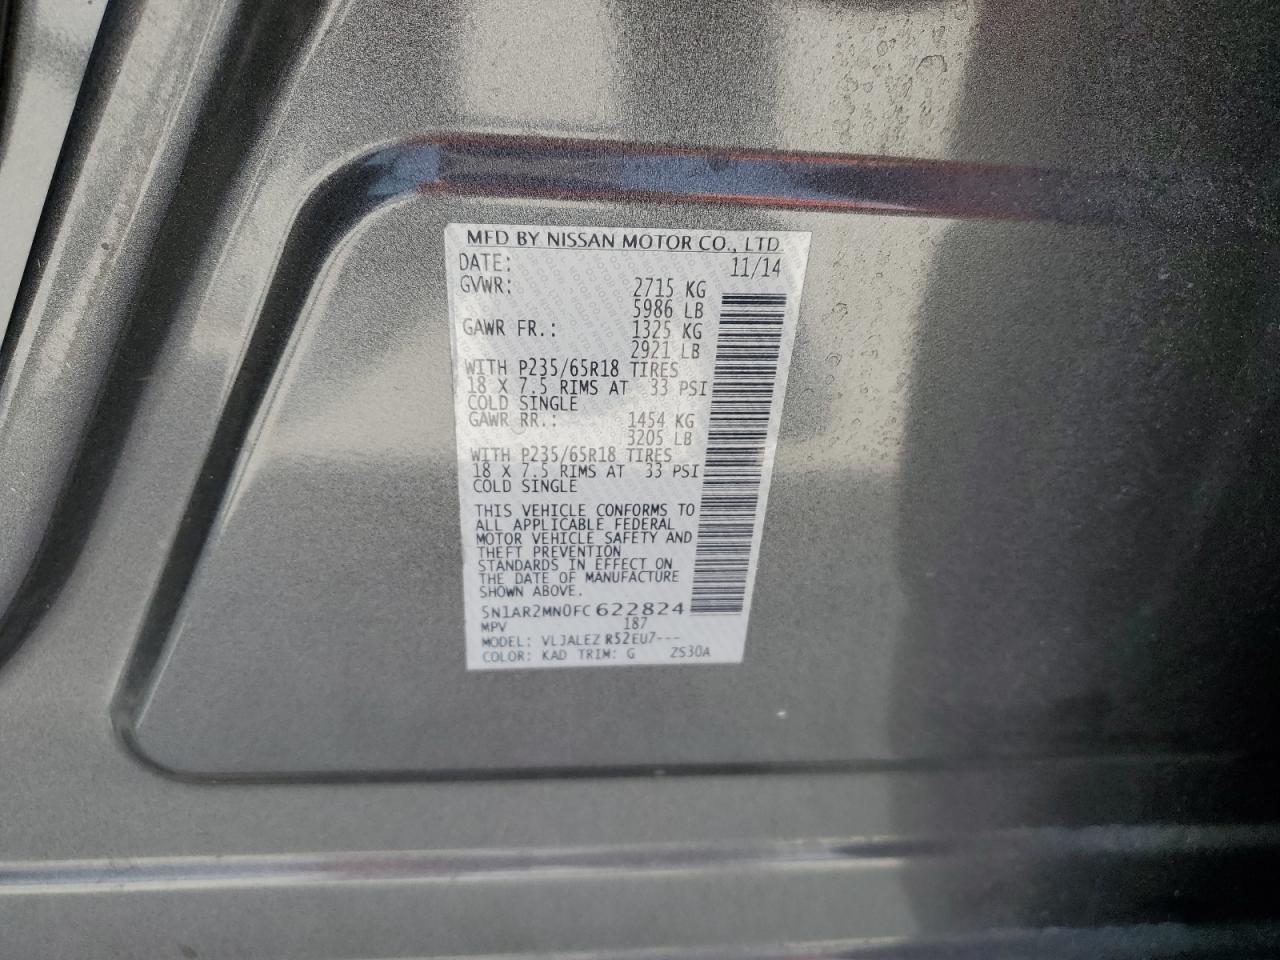 MFD BY NISSAN MOTOR CO., LTD
DATE: 11/14
GVWR: 2715 KG
5986 LB
GAWR FR.: 1325 KG
2921 LB
WITH P235/65R18 TIRES
18 X 7.5 RIMS AT 33 PSI
COLD SINGLE
GAWR RR.: 1454 KG
3205 LB
WITH P235/65R18 TIRES
18 X 7.5 RIMS AT 33 PSI
COLD SINGLE
THIS VEHICLE CONFORMS TO
ALL APPLICABLE FEDERAL
MOTOR VEHICLE SAFETY AND
THEFT PREVENTION
STANDARDS IN EFFECT ON
THE DATE OF MANUFACTURE
SHOWN ABOVE.
5N1AR2MN0FC622824
MPV 187
MODEL: VLJALEZ R52EU7---
COLOR: KAD TRIM: G ZS30A